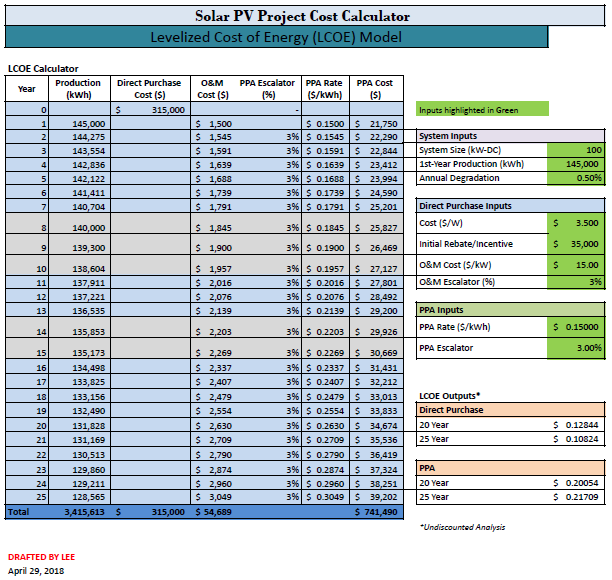 Solar PV Project Cost Calculator
Levelized Cost of Energy (LCOE) Model
LCOE Calculator
Year Production (kWh) Direct Purchase Cost ($) O&M Cost ($) PPA Escalator (%) PPA Rate ($/kWh) PPA Cost ($)
0 $ 315,000 -
1 145,000 $ 1,500 $ 0.1500 $ 21,750
2 144,275 $ 1,545 3% $ 0.1545 $ 22,290
3 143,554 $ 1,591 3% $ 0.1591 $ 22,844
4 142,836 $ 1,639 3% $ 0.1639 $ 23,412
5 142,122 $ 1,688 3% $ 0.1688 $ 23,994
6 141,411 $ 1,739 3% $ 0.1739 $ 24,590
7 140,704 $ 1,791 3% $ 0.1791 $ 25,201
8 140,000 $ 1,845 3% $ 0.1845 $ 25,827
9 139,300 $ 1,900 3% $ 0.1900 $ 26,469
10 138,604 $ 1,957 3% $ 0.1957 $ 27,127
11 137,911 $ 2,016 3% $ 0.2016 $ 27,801
12 137,221 $ 2,076 3% $ 0.2076 $ 28,492
13 136,535 $ 2,139 3% $ 0.2139 $ 29,200
14 135,853 $ 2,203 3% $ 0.2203 $ 29,926
15 135,173 $ 2,269 3% $ 0.2269 $ 30,669
16 134,498 $ 2,337 3% $ 0.2337 $ 31,431
17 133,825 $ 2,407 3% $ 0.2407 $ 32,212
18 133,156 $ 2,479 3% $ 0.2479 $ 33,013
19 132,490 $ 2,554 3% $ 0.2554 $ 33,833
20 131,828 $ 2,630 3% $ 0.2630 $ 34,674
21 131,169 $ 2,709 3% $ 0.2709 $ 35,536
22 130,513 $ 2,790 3% $ 0.2790 $ 36,419
23 129,860 $ 2,874 3% $ 0.2874 $ 37,324
24 129,211 $ 2,960 3% $ 0.2960 $ 38,251
25 128,565 $ 3,049 3% $ 0.3049 $ 39,202
Total 3,415,613 $ 315,000 $ 54,689 $ 741,490
Inputs highlighted in Green
System Inputs
System Size (kW-DC) 100
1st-Year Production (kWh) 145,000
Annual Degradation 0.50%
Direct Purchase Inputs
Cost ($/W) $ 3.500
Initial Rebate/Incentive $ 35,000
O&M Cost ($/kW) $ 15.00
O&M Escalator (%) 3%
PPA Inputs
PPA Rate ($/kWh) $ 0.15000
PPA Escalator 3.00%
LCOE Outputs*
Direct Purchase
20 Year $ 0.12844
25 Year $ 0.10824
PPA
20 Year $ 0.20054
25 Year $ 0.21709
*Undiscounted Analysis
DRAFTED BY LEE
April 29, 2018